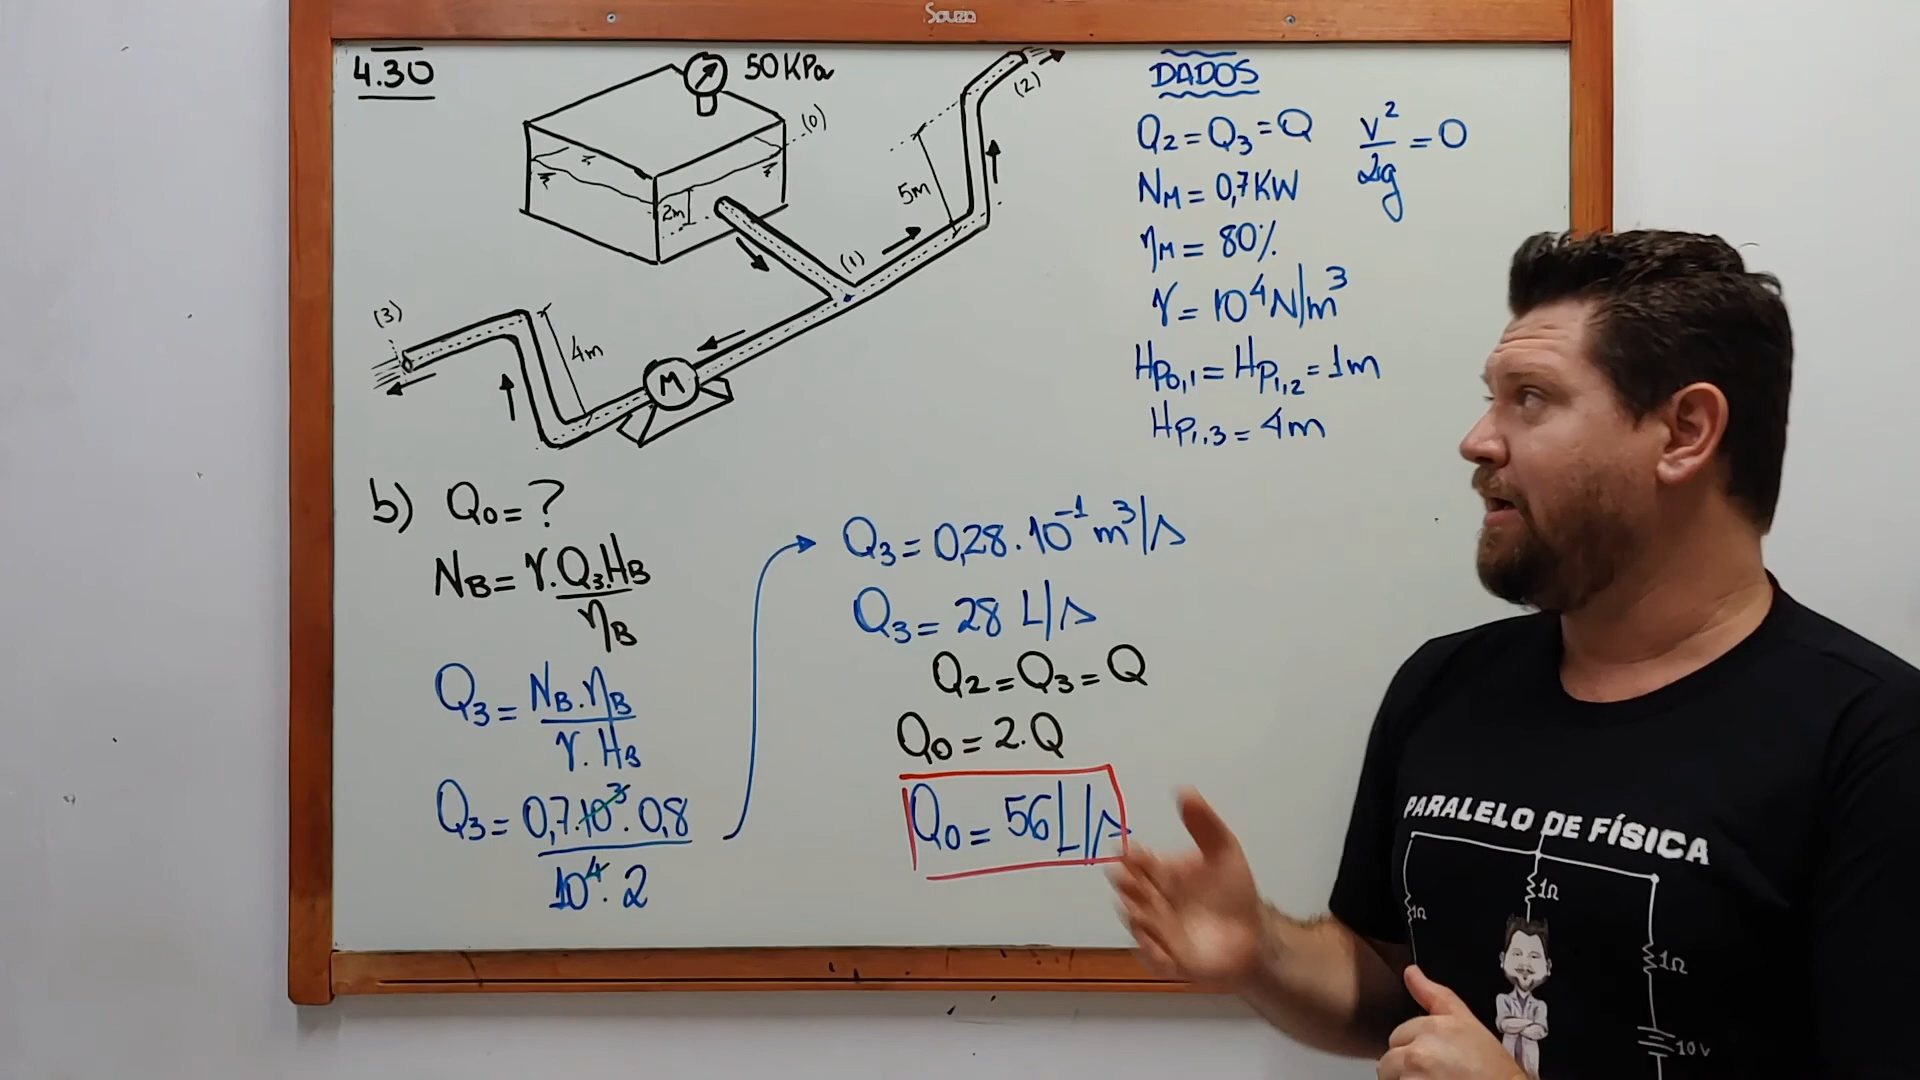 Souza
4.30
50 KPa
(0)
(2)
2m
5m
(1)
(3)
4m
M
DADOS
Q2 = Q3 = Q
v²/2g = 0
NM = 0,7KW
ηM = 80%
γ = 10⁴ N/m³
HP0,1 = HP1,2 = 1m
HP1,3 = 4m
b) Q0 = ?
NB = γ.Q3.HB/ηB
Q3 = NB.ηB/γ.HB
Q3 = 0,7.10³.0,8/10⁴.2
Q3 = 0,28.10⁻¹ m³/s
Q3 = 28 L/s
Q2 = Q3 = Q
Q0 = 2.Q
Q0 = 56 L/s
PARALELO DE FÍSICA
1Ω
1Ω
1Ω
10V